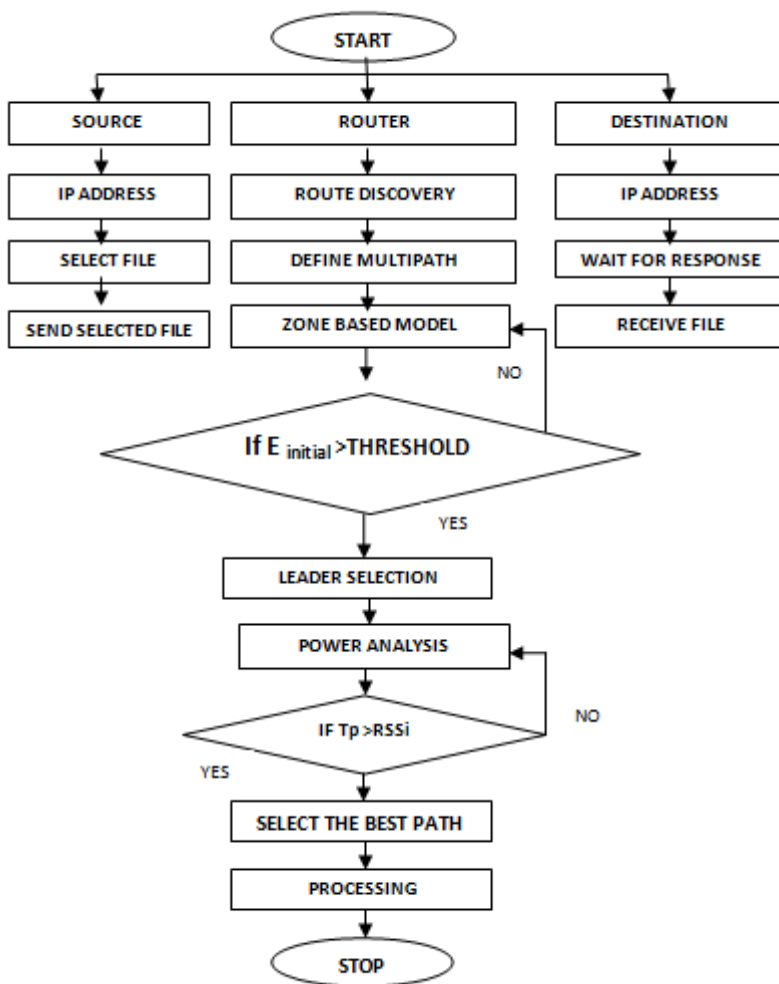 START
SOURCE
ROUTER
DESTINATION
IP ADDRESS
ROUTE DISCOVERY
IP ADDRESS
SELECT FILE
DEFINE MULTIPATH
WAIT FOR RESPONSE
SEND SELECTED FILE
ZONE BASED MODEL
RECEIVE FILE
NO
If E initial >THRESHOLD
YES
LEADER SELECTION
POWER ANALYSIS
NO
IF Tp >RSSi
YES
SELECT THE BEST PATH
PROCESSING
STOP